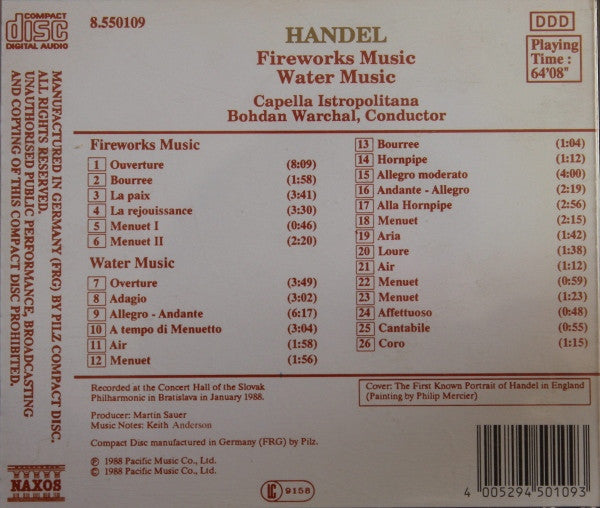 COMPACT
disc
DIGITAL AUDIO
8.550109
HANDEL
Fireworks Music
Water Music
Capella Istropolitana
Bohdan Warchal, Conductor
DDD
Playing
Time :
64'08"
MANUFACTURED IN GERMANY (FRG) BY PILZ COMPACT DISC.
ALL RIGHTS RESERVED.
UNAUTHORISED PUBLIC PERFORMANCE, BROADCASTING
AND COPYING OF THIS COMPACT DISC PROHIBITED.
Fireworks Music
1 Ouverture (8:09)
2 Bourree (1:58)
3 La paix (3:41)
4 La rejouissance (3:30)
5 Menuet I (0:46)
6 Menuet II (2:20)
Water Music
7 Overture (3:49)
8 Adagio (3:02)
9 Allegro - Andante (6:17)
10 A tempo di Menuetto (3:04)
11 Air (1:58)
12 Menuet (1:56)
13 Bourree (1:04)
14 Hornpipe (1:12)
15 Allegro moderato (4:00)
16 Andante - Allegro (2:19)
17 Alla Hornpipe (2:56)
18 Menuet (2:15)
19 Aria (1:42)
20 Loure (1:38)
21 Air (1:12)
22 Menuet (0:59)
23 Menuet (1:23)
24 Affettuoso (0:48)
25 Cantabile (0:55)
26 Coro (1:15)
Recorded at the Concert Hall of the Slovak
Philharmonic in Bratislava in January 1988.
Producer: Martin Sauer
Music Notes: Keith Anderson
Compact Disc manufactured in Germany (FRG) by Pilz.
℗ 1988 Pacific Music Co., Ltd.
© 1988 Pacific Music Co., Ltd.
Cover: The First Known Portrait of Handel in England
(Painting by Philip Mercier)
NAXOS
LC 9158
4 005294 501093